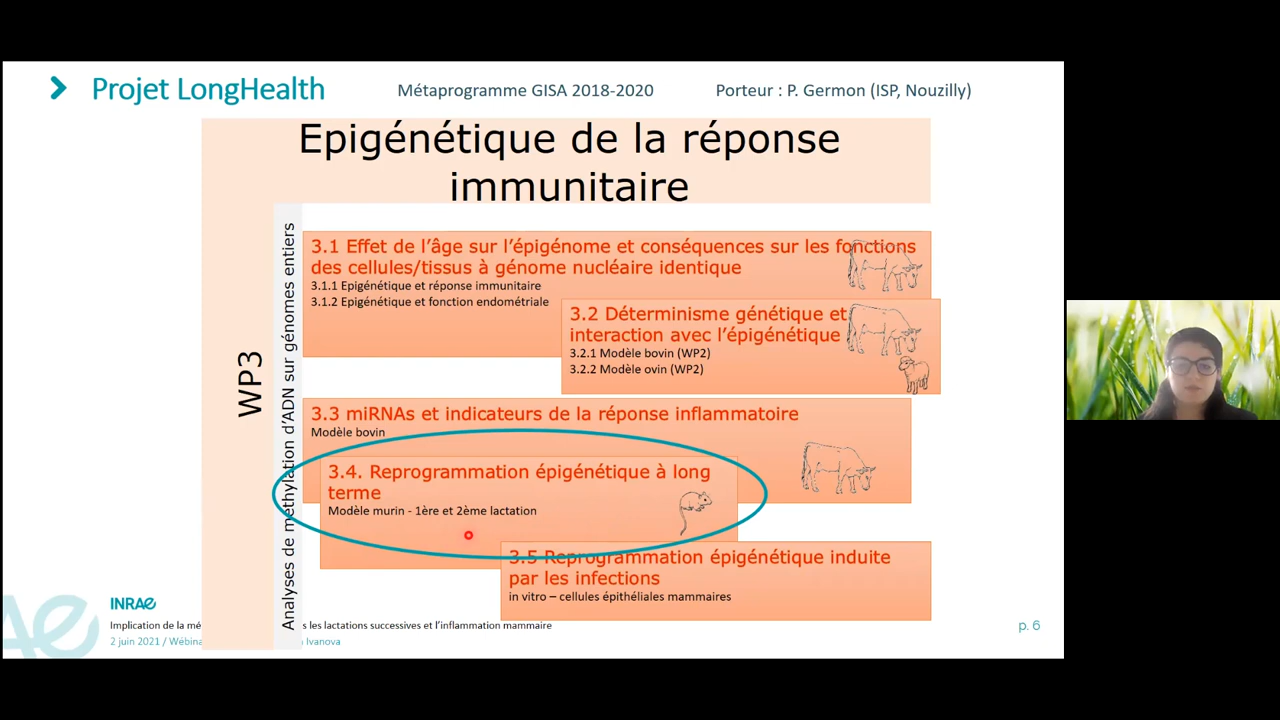 Projet LongHealth
Métaprogramme GISA 2018-2020
Porteur : P. Germon (ISP, Nouzilly)
Epigénétique de la réponse
immunitaire
WP3
Analyses de méthylation d'ADN sur génomes entiers
3.1 Effet de l'âge sur l'épigénome et conséquences sur les fonctions
des cellules/tissus à génome nucléaire identique
3.1.1 Epigénétique et réponse immunitaire
3.1.2 Epigénétique et fonction endométriale
3.2 Déterminisme génétique et
interaction avec l'épigénétique
3.2.1 Modèle bovin (WP2)
3.2.2 Modèle ovin (WP2)
3.3 miRNAs et indicateurs de la réponse inflammatoire
Modèle bovin
3.4. Reprogrammation épigénétique à long
terme
Modèle murin - 1ère et 2ème lactation
3.5 Reprogrammation épigénétique induite
par les infections
in vitro – cellules épithéliales mammaires
INRAE
Implication de la mé s les lactations successives et l'inflammation mammaire
2 juin 2021 / Wébina Ivanova
p. 6